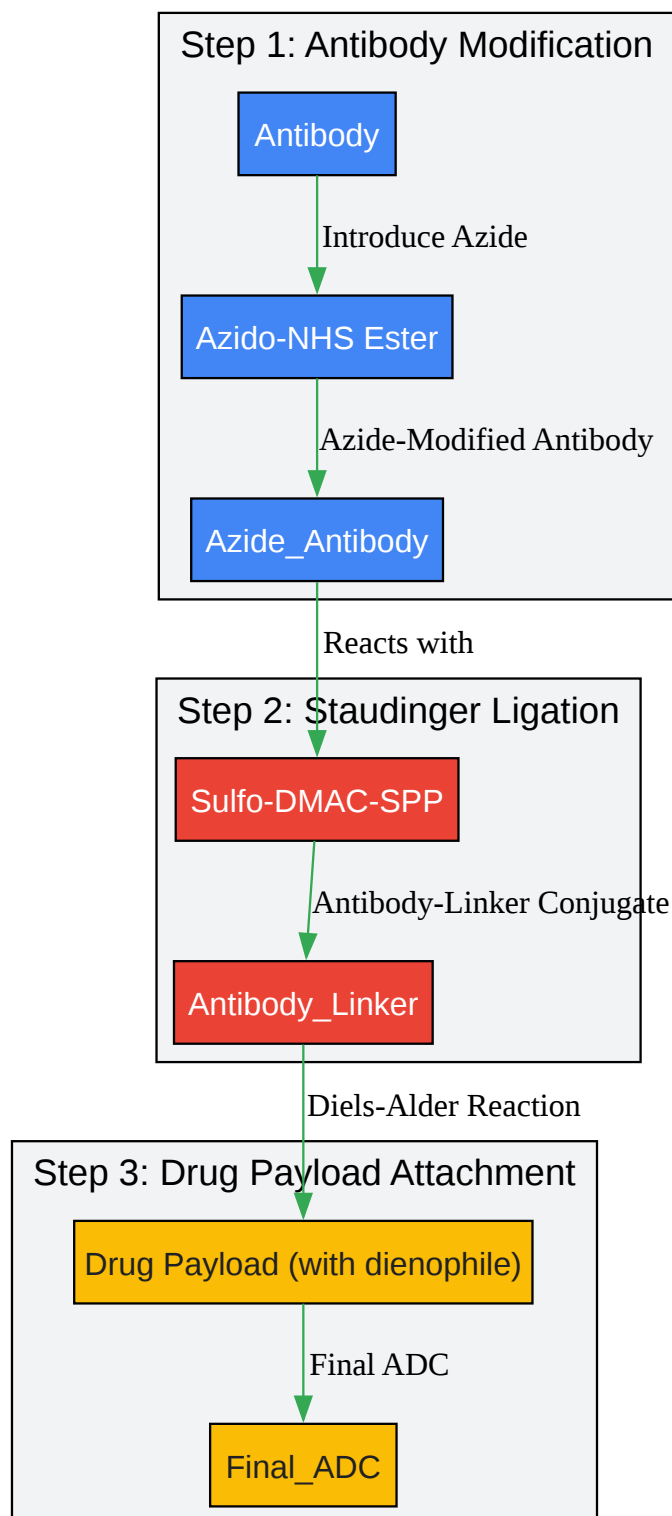 Step 1: Antibody Modification
Antibody
Introduce Azide
Azido-NHS Ester
Azide-Modified Antibody
Azide_Antibody
Reacts with
Step 2: Staudinger Ligation
Sulfo-DMAC-SPP
Antibody-Linker Conjugate
Antibody_Linker
Diels-Alder Reaction
Step 3: Drug Payload Attachment
Drug Payload (with dienophile)
Final ADC
Final_ADC